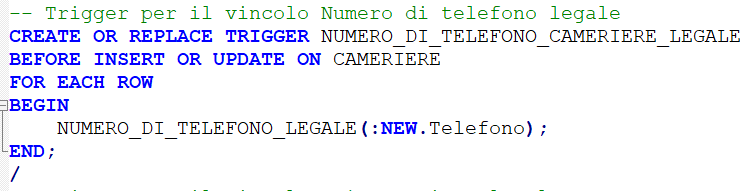 -- Trigger per il vincolo Numero di telefono legale
CREATE OR REPLACE TRIGGER NUMERO_DI_TELEFONO_CAMERIERE_LEGALE
BEFORE INSERT OR UPDATE ON CAMERIERE
FOR EACH ROW
BEGIN
    NUMERO_DI_TELEFONO_LEGALE(:NEW.Telefono);
END;
/